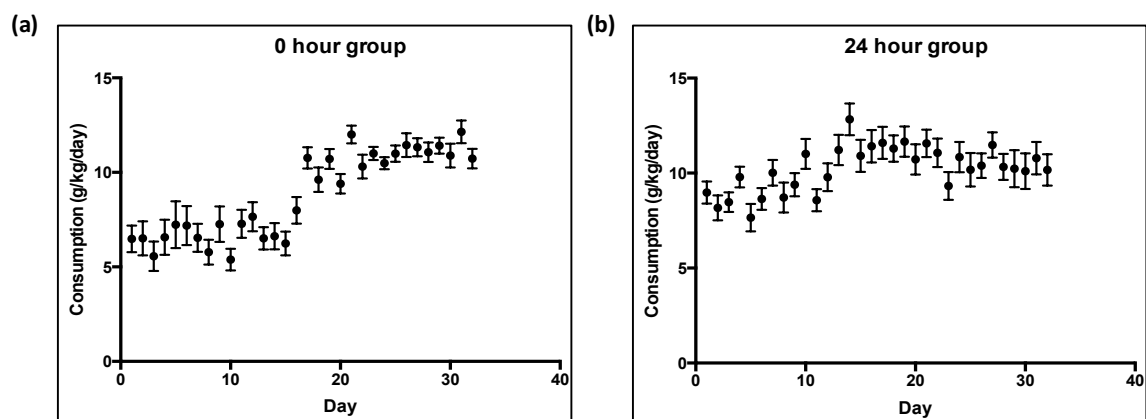 (a)
0 hour group
Consumption (g/kg/day)
15
10
5
0
0 10 20 30 40
Day
(b)
24 hour group
Consumption (g/kg/day)
15
10
5
0
0 10 20 30 40
Day